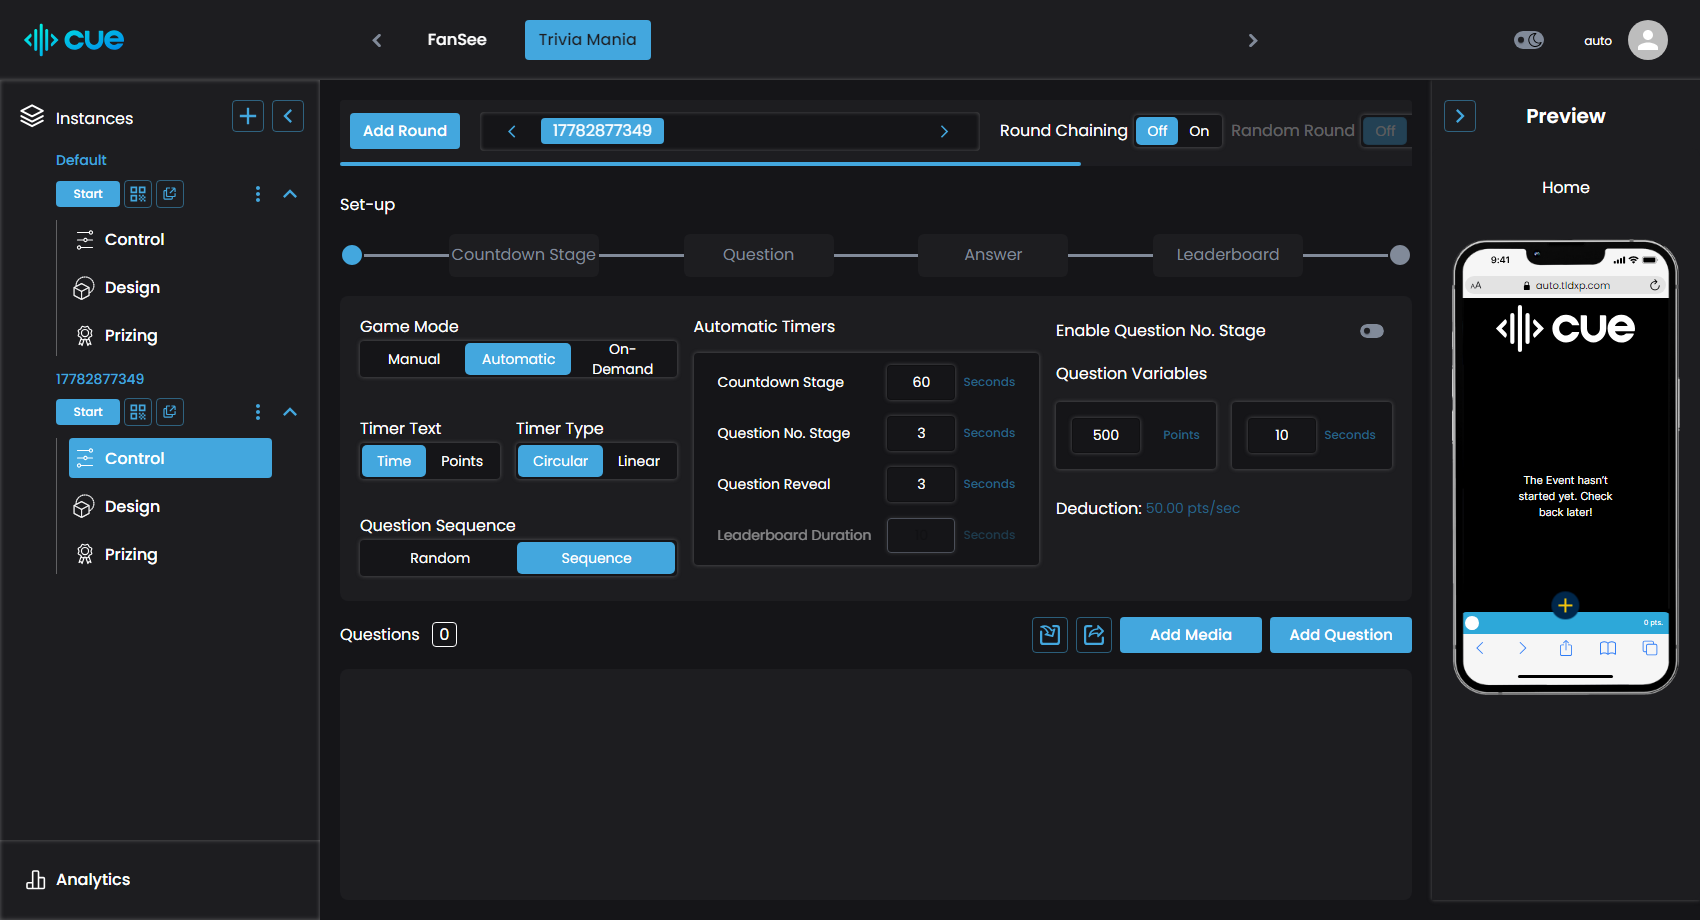 cue
FanSee
Trivia Mania
auto
Instances
Default
Start
Control
Design
Prizing
17782877349
Start
Control
Design
Prizing
Analytics
Add Round
17782877349
Round Chaining
Off
On
Random Round
Off
Set-up
Countdown Stage
Question
Answer
Leaderboard
Game Mode
Manual
Automatic
On-
Demand
Timer Text
Time
Points
Timer Type
Circular
Linear
Question Sequence
Random
Sequence
Automatic Timers
Countdown Stage
60
Seconds
Question No. Stage
3
Seconds
Question Reveal
3
Seconds
Leaderboard Duration
Seconds
Enable Question No. Stage
Question Variables
500
Points
10
Seconds
Deduction: 50.00 pts/sec
Questions
0
Add Media
Add Question
Preview
Home
9:41
AA
auto.tldxp.com
cue
The Event hasn't
started yet. Check
back later!
0 pts.